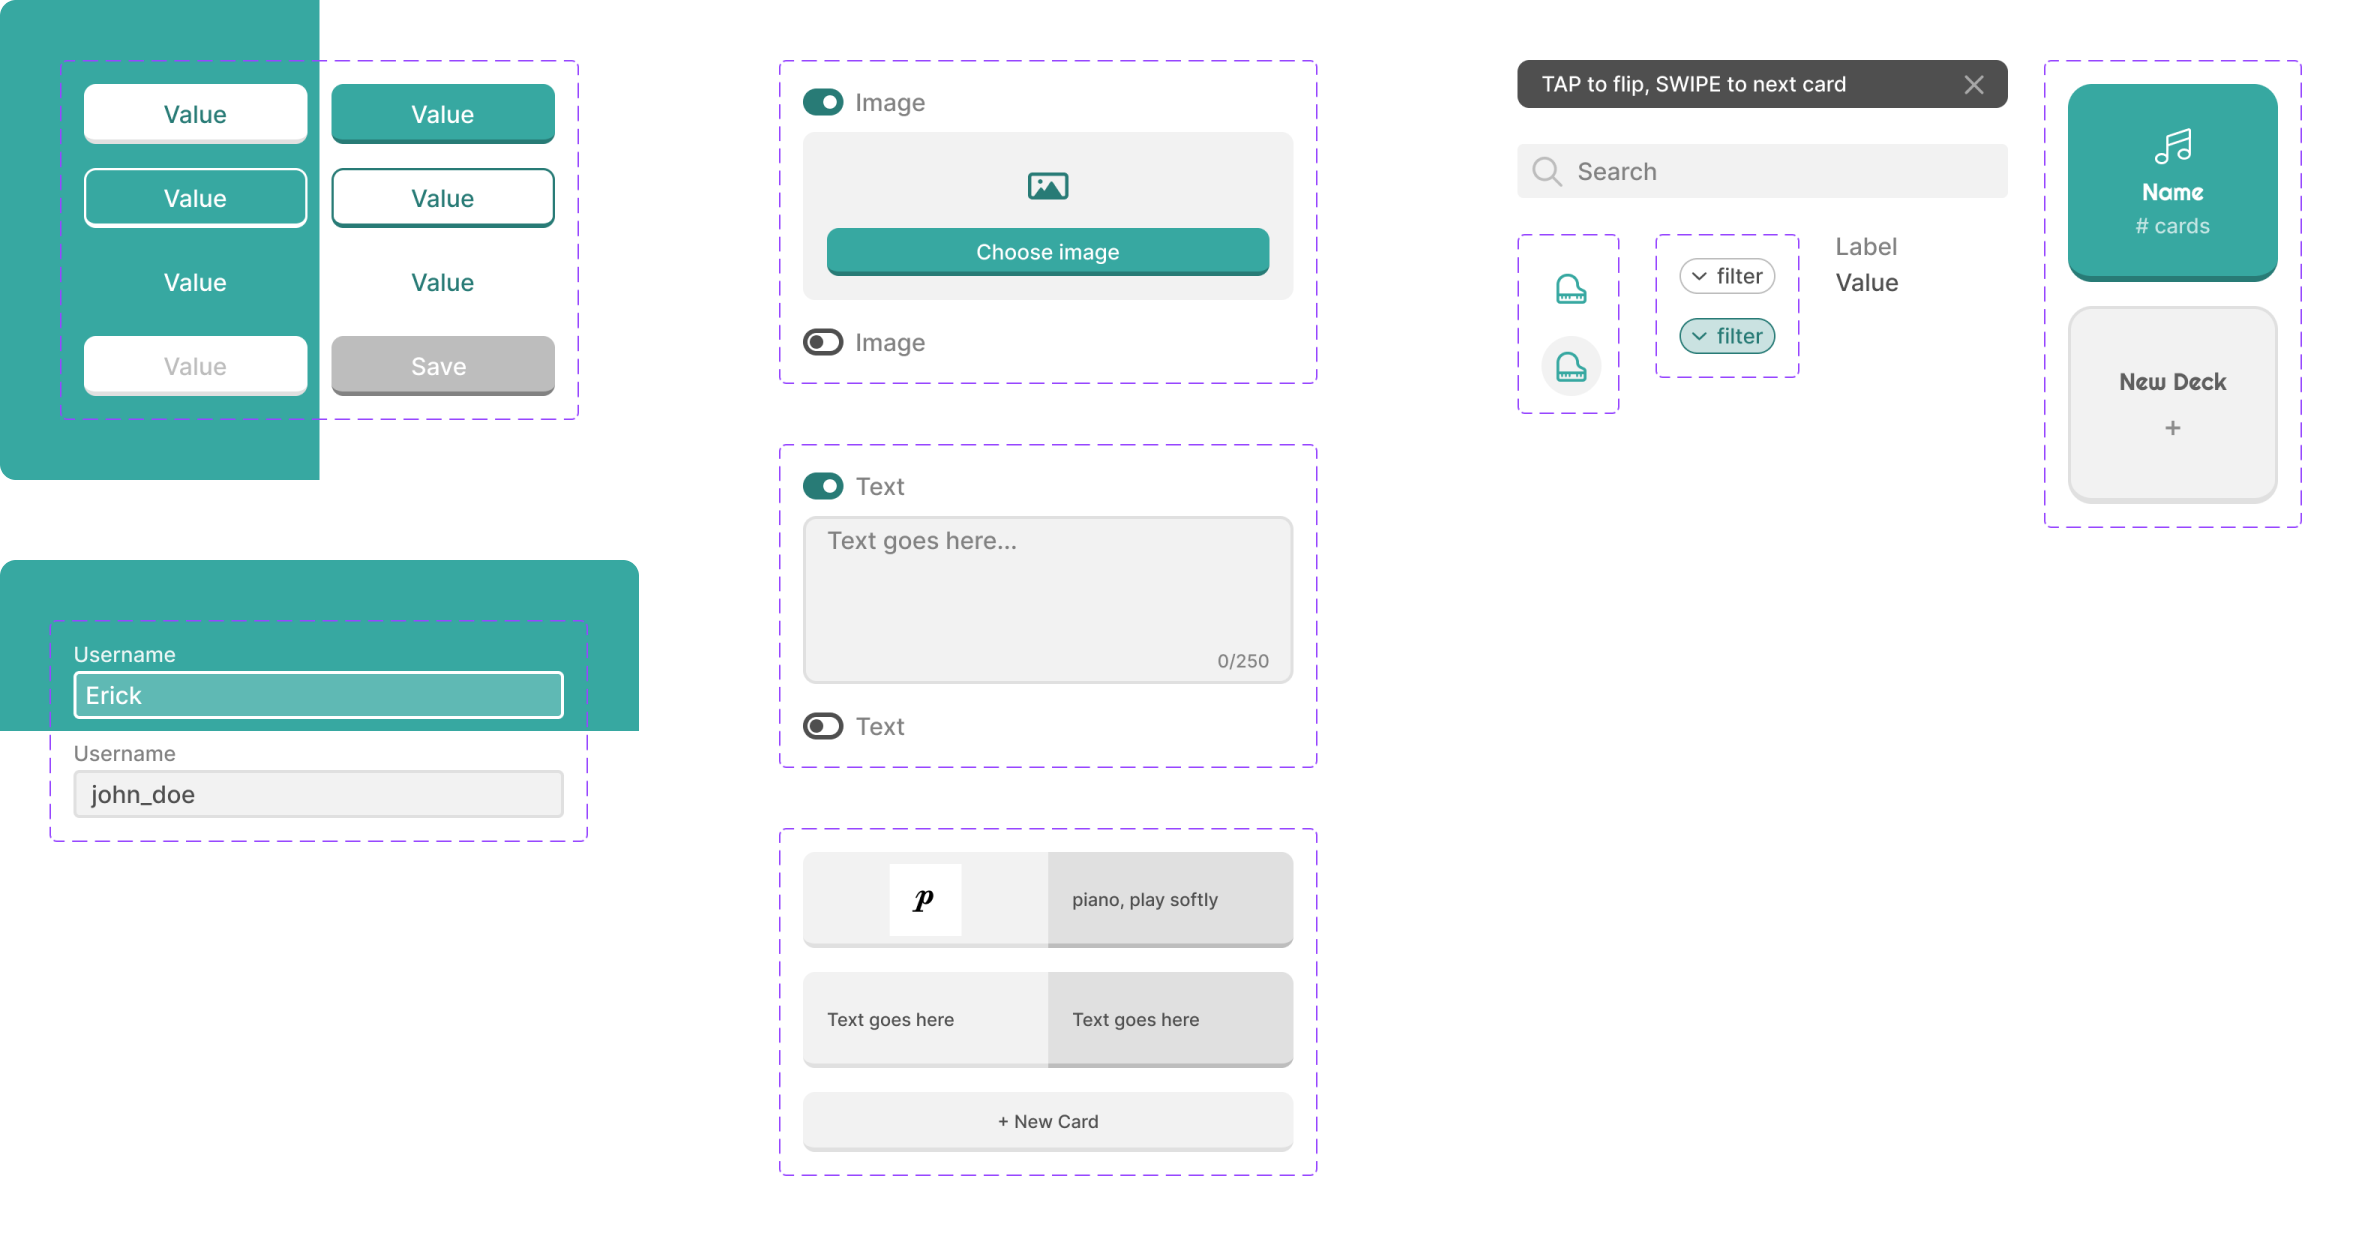 Value
Value
Value
Value
Value
Value
Value
Save
Username
Erick
Username
john_doe
Image
Choose image
Image
Text
Text goes here...
0/250
Text
p
piano, play softly
Text goes here
Text goes here
+ New Card
TAP to flip, SWIPE to next card
Search
filter
filter
Label
Value
Name
# cards
New Deck
+